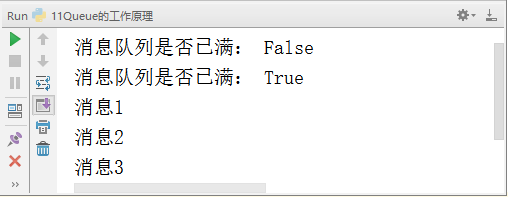 Run 11Queue的工作原理
消息队列是否已满： False
消息队列是否已满： True
消息1
消息2
消息3